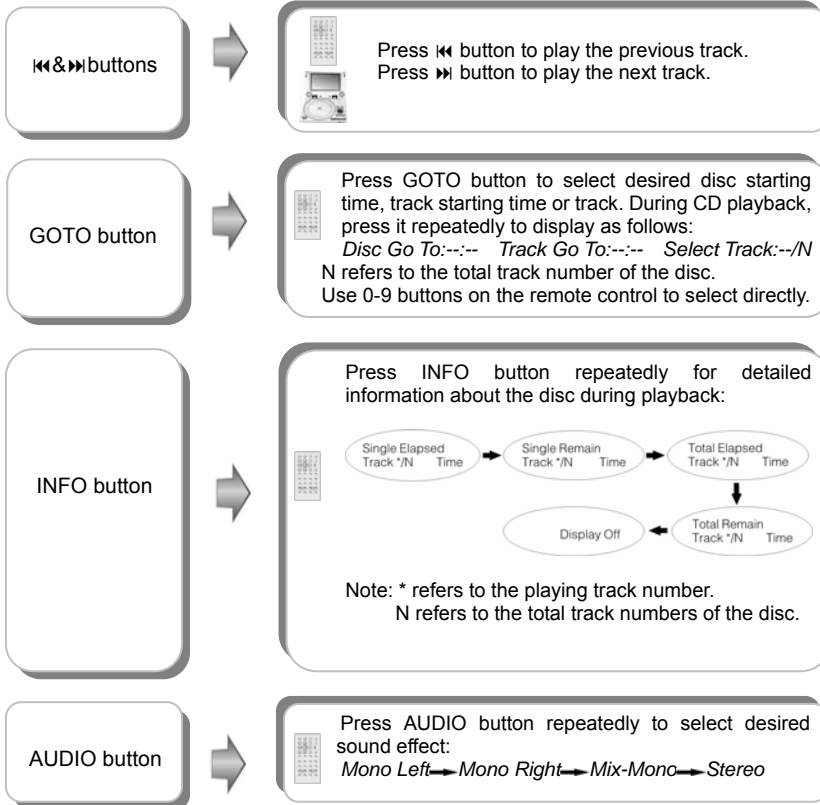 ⏮&⏭buttons
Press ⏮ button to play the previous track.
Press ⏭ button to play the next track.
GOTO button
Press GOTO button to select desired disc starting
time, track starting time or track. During CD playback,
press it repeatedly to display as follows:
Disc Go To:--:-- Track Go To:--:-- Select Track:--/N
N refers to the total track number of the disc.
Use 0-9 buttons on the remote control to select directly.
INFO button
Press INFO button repeatedly for detailed
information about the disc during playback:
Single Elapsed
Track */N Time
Single Remain
Track */N Time
Total Elapsed
Track */N Time
Total Remain
Track */N Time
Display Off
Note: * refers to the playing track number.
N refers to the total track numbers of the disc.
AUDIO button
Press AUDIO button repeatedly to select desired
sound effect:
Mono Left→Mono Right→Mix-Mono→Stereo